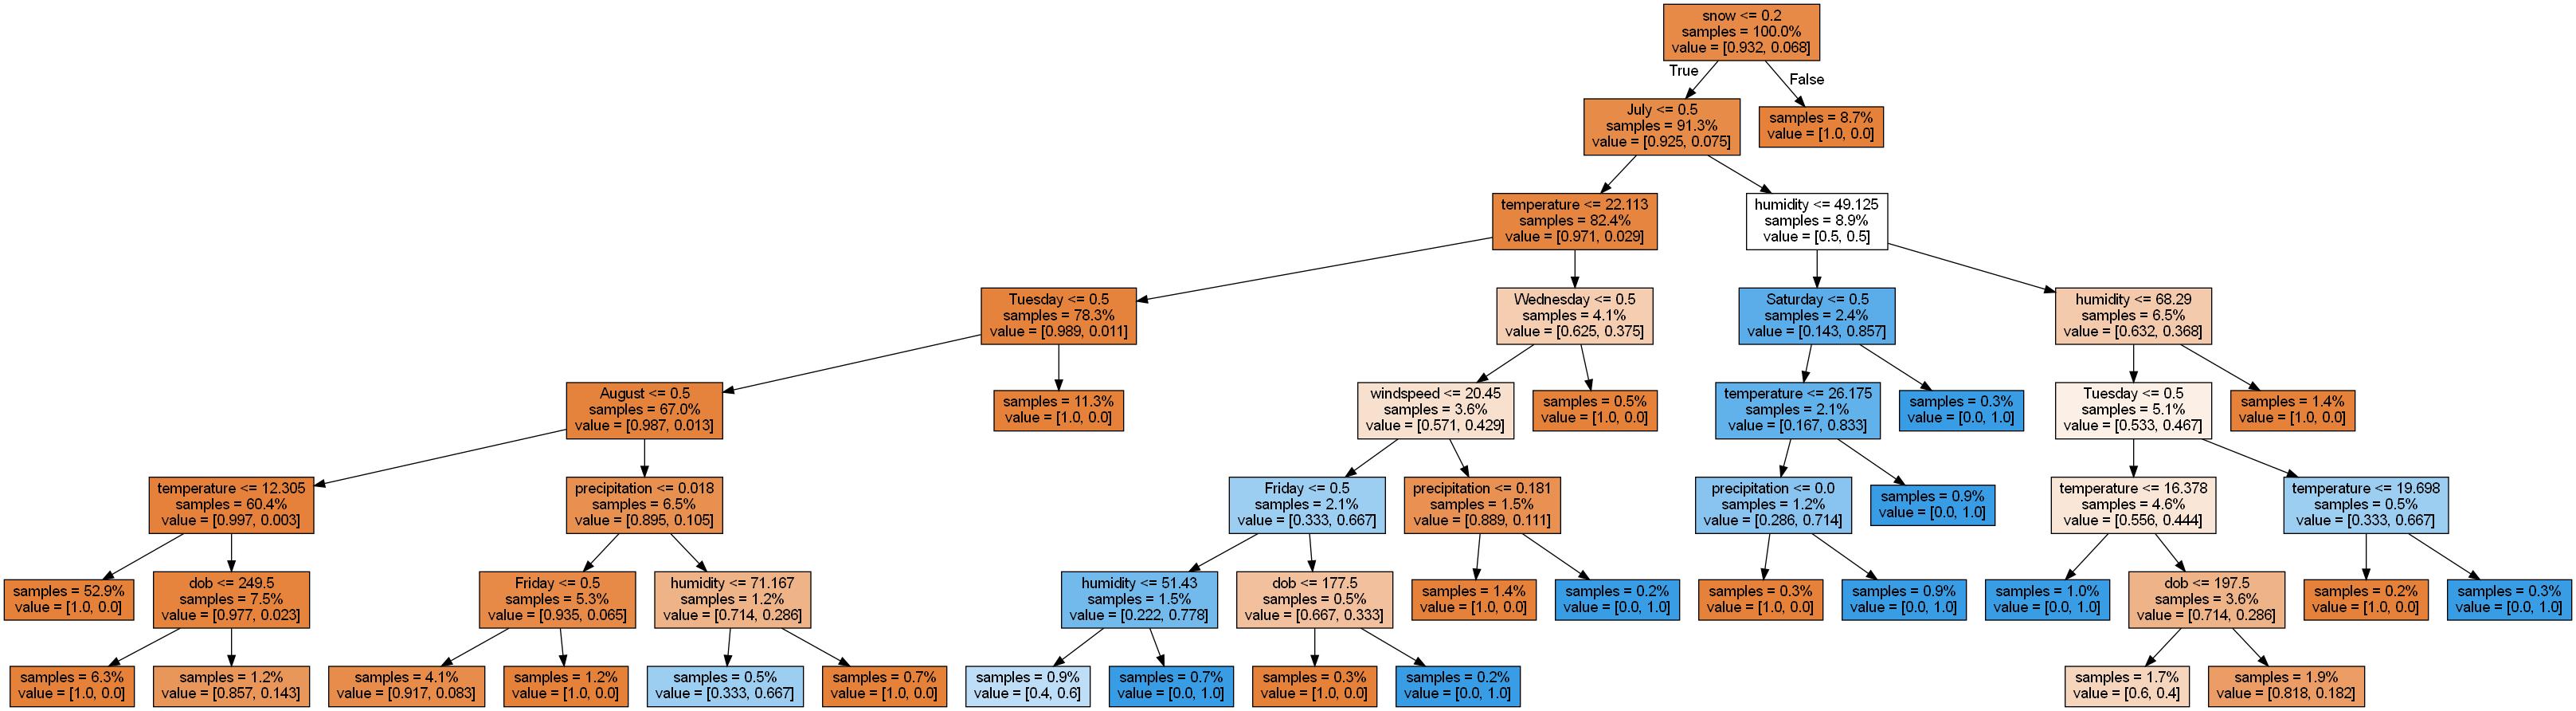 snow <= 0.2
samples = 100.0%
value = [0.932, 0.068]
True
False
July <= 0.5
samples = 91.3%
value = [0.925, 0.075]
samples = 8.7%
value = [1.0, 0.0]
temperature <= 22.113
samples = 82.4%
value = [0.971, 0.029]
humidity <= 49.125
samples = 8.9%
value = [0.5, 0.5]
Tuesday <= 0.5
samples = 78.3%
value = [0.989, 0.011]
Wednesday <= 0.5
samples = 4.1%
value = [0.625, 0.375]
Saturday <= 0.5
samples = 2.4%
value = [0.143, 0.857]
humidity <= 68.29
samples = 6.5%
value = [0.632, 0.368]
August <= 0.5
samples = 67.0%
value = [0.987, 0.013]
samples = 11.3%
value = [1.0, 0.0]
windspeed <= 20.45
samples = 3.6%
value = [0.571, 0.429]
samples = 0.5%
value = [1.0, 0.0]
temperature <= 26.175
samples = 2.1%
value = [0.167, 0.833]
samples = 0.3%
value = [0.0, 1.0]
Tuesday <= 0.5
samples = 5.1%
value = [0.533, 0.467]
samples = 1.4%
value = [1.0, 0.0]
temperature <= 12.305
samples = 60.4%
value = [0.997, 0.003]
precipitation <= 0.018
samples = 6.5%
value = [0.895, 0.105]
Friday <= 0.5
samples = 2.1%
value = [0.333, 0.667]
precipitation <= 0.181
samples = 1.5%
value = [0.889, 0.111]
precipitation <= 0.0
samples = 1.2%
value = [0.286, 0.714]
samples = 0.9%
value = [0.0, 1.0]
temperature <= 16.378
samples = 4.6%
value = [0.556, 0.444]
temperature <= 19.698
samples = 0.5%
value = [0.333, 0.667]
samples = 52.9%
value = [1.0, 0.0]
dob <= 249.5
samples = 7.5%
value = [0.977, 0.023]
Friday <= 0.5
samples = 5.3%
value = [0.935, 0.065]
humidity <= 71.167
samples = 1.2%
value = [0.714, 0.286]
humidity <= 51.43
samples = 1.5%
value = [0.222, 0.778]
dob <= 177.5
samples = 0.5%
value = [0.667, 0.333]
samples = 1.4%
value = [1.0, 0.0]
samples = 0.2%
value = [0.0, 1.0]
samples = 0.3%
value = [1.0, 0.0]
samples = 0.9%
value = [0.0, 1.0]
samples = 1.0%
value = [0.0, 1.0]
dob <= 197.5
samples = 3.6%
value = [0.714, 0.286]
samples = 0.2%
value = [1.0, 0.0]
samples = 0.3%
value = [0.0, 1.0]
samples = 6.3%
value = [1.0, 0.0]
samples = 1.2%
value = [0.857, 0.143]
samples = 4.1%
value = [0.917, 0.083]
samples = 1.2%
value = [1.0, 0.0]
samples = 0.5%
value = [0.333, 0.667]
samples = 0.7%
value = [1.0, 0.0]
samples = 0.9%
value = [0.4, 0.6]
samples = 0.7%
value = [0.0, 1.0]
samples = 0.3%
value = [1.0, 0.0]
samples = 0.2%
value = [0.0, 1.0]
samples = 1.7%
value = [0.6, 0.4]
samples = 1.9%
value = [0.818, 0.182]